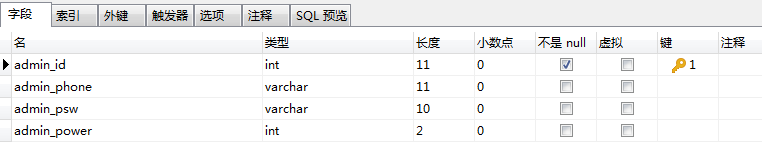 字段 索引 外键 触发器 选项 注释 SQL 预览
名 类型 长度 小数点 不是 null 虚拟 键 注释
admin_id int 11 0 1
admin_phone varchar 11 0
admin_psw varchar 10 0
admin_power int 2 0